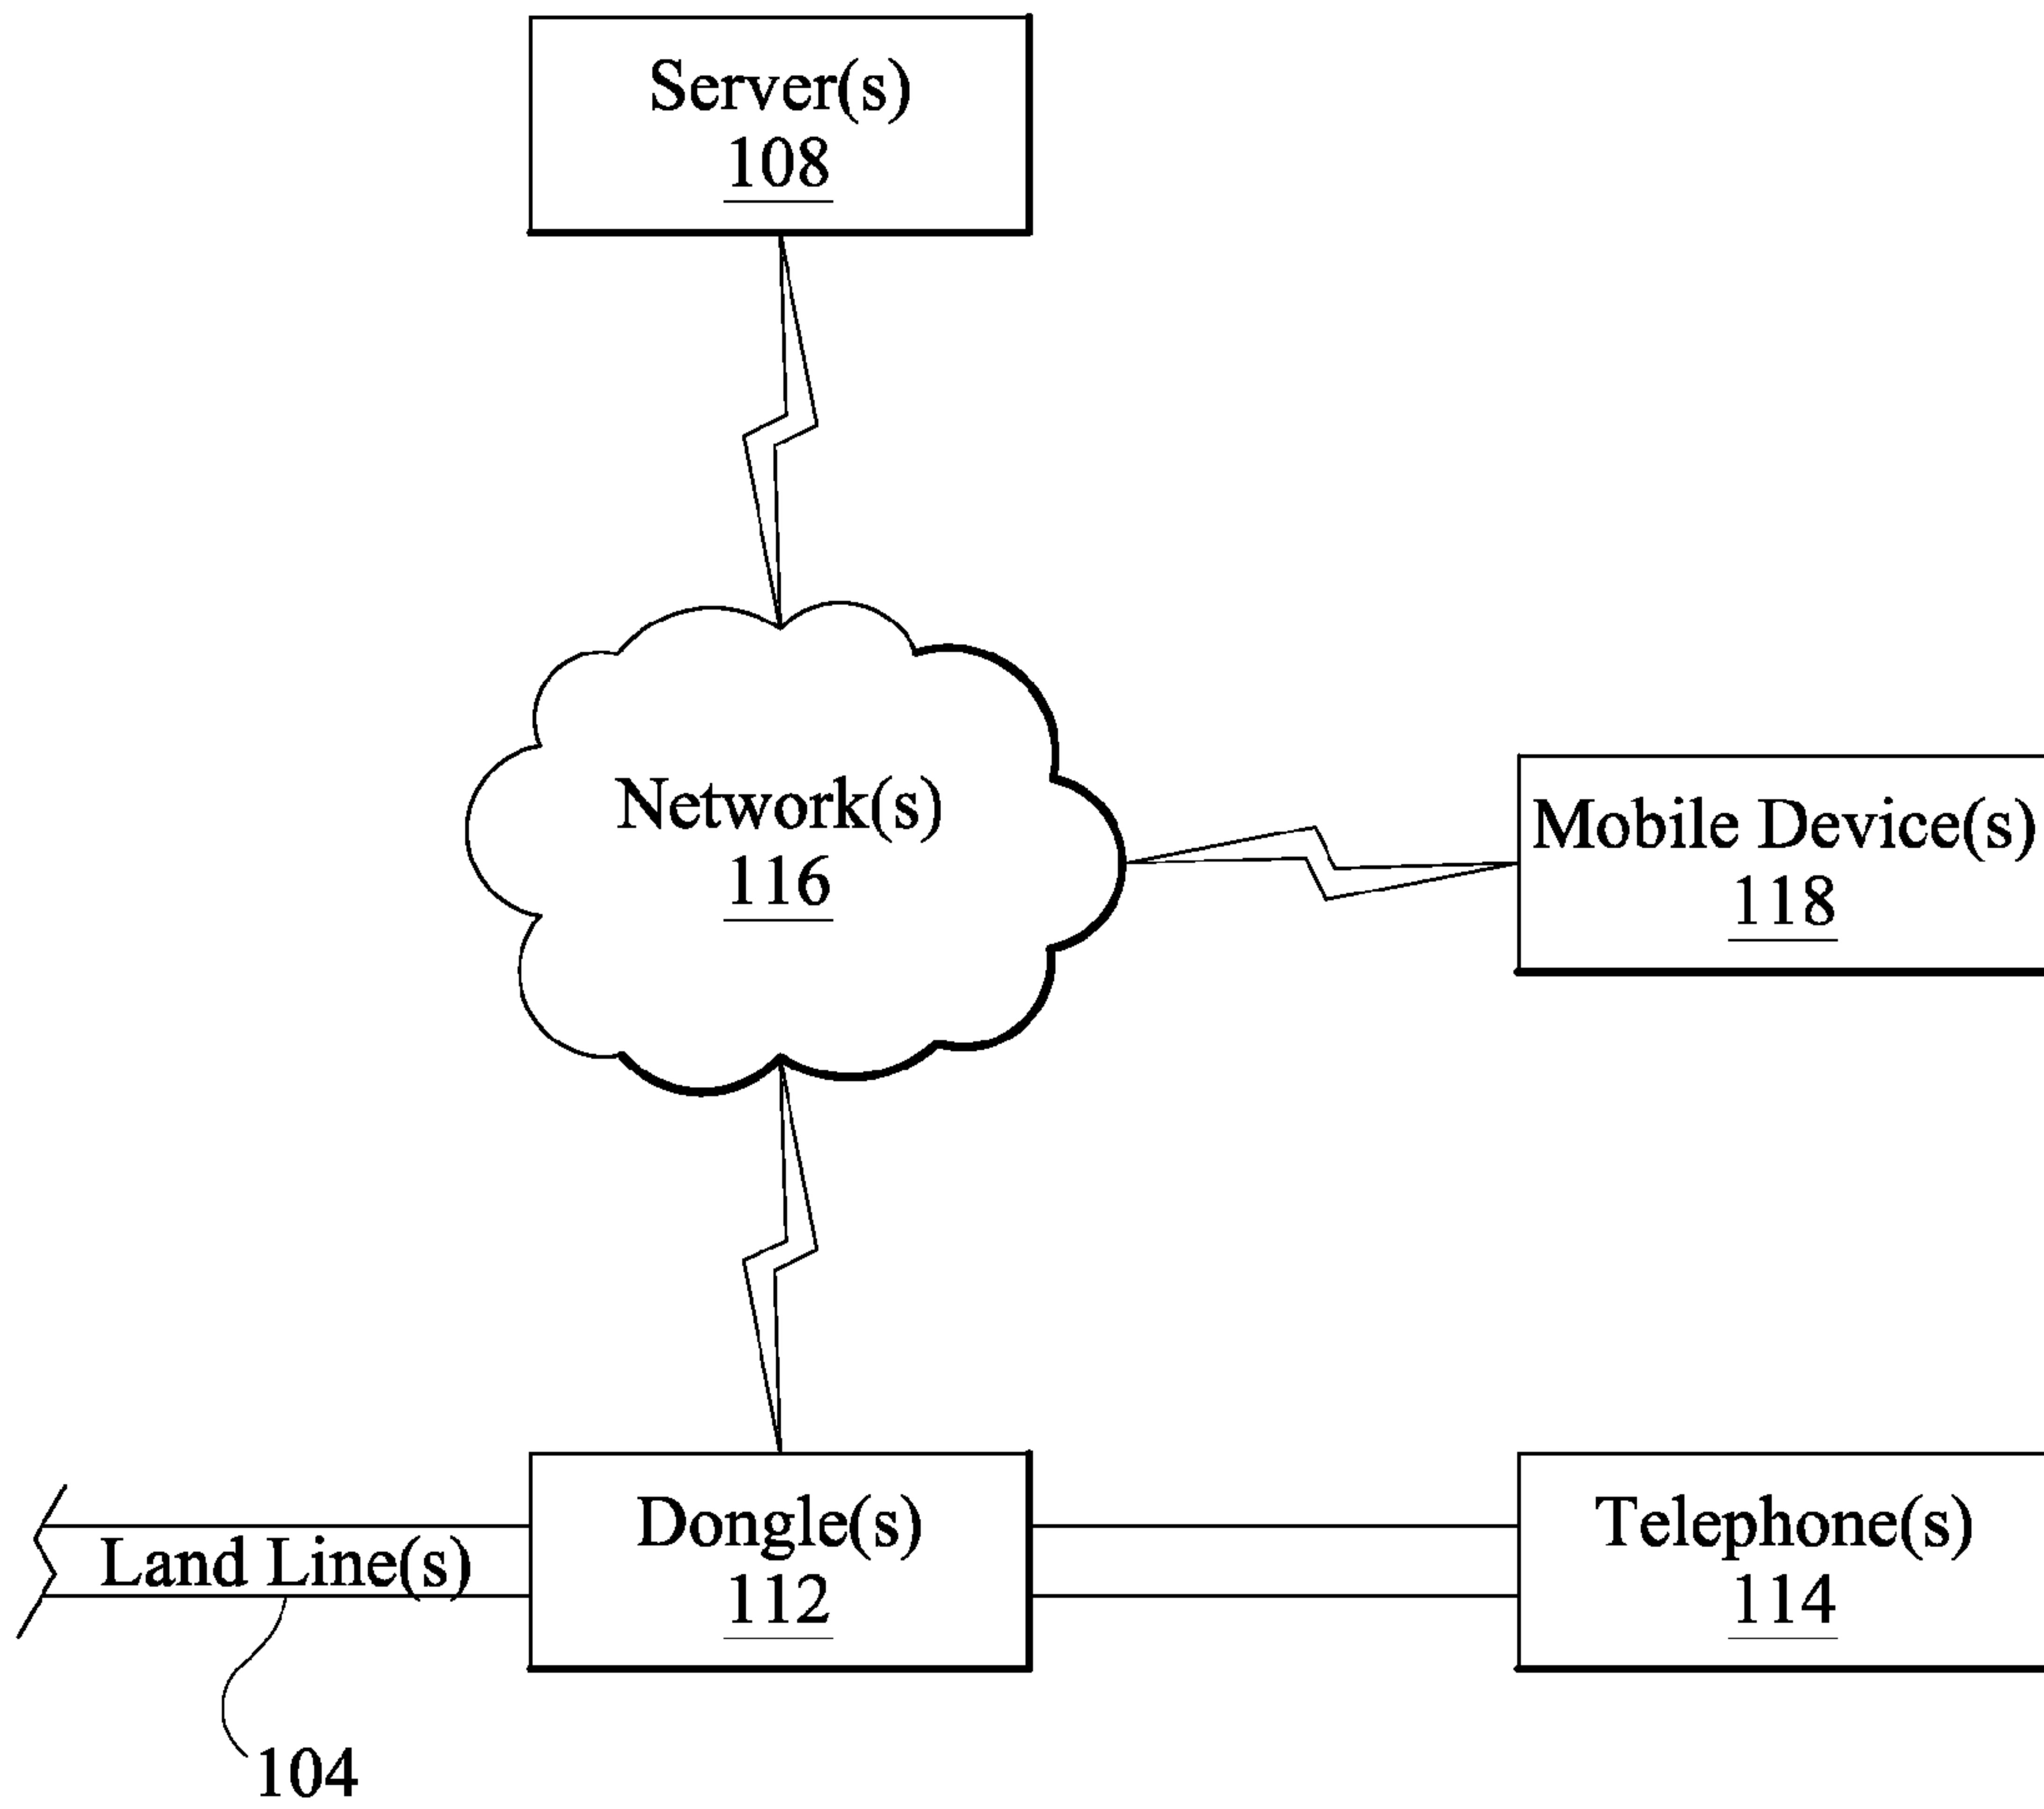 Server(s)
108
Network(s)
116
Mobile Device(s)
118
Land Line(s)
Dongle(s)
112
Telephone(s)
114
104